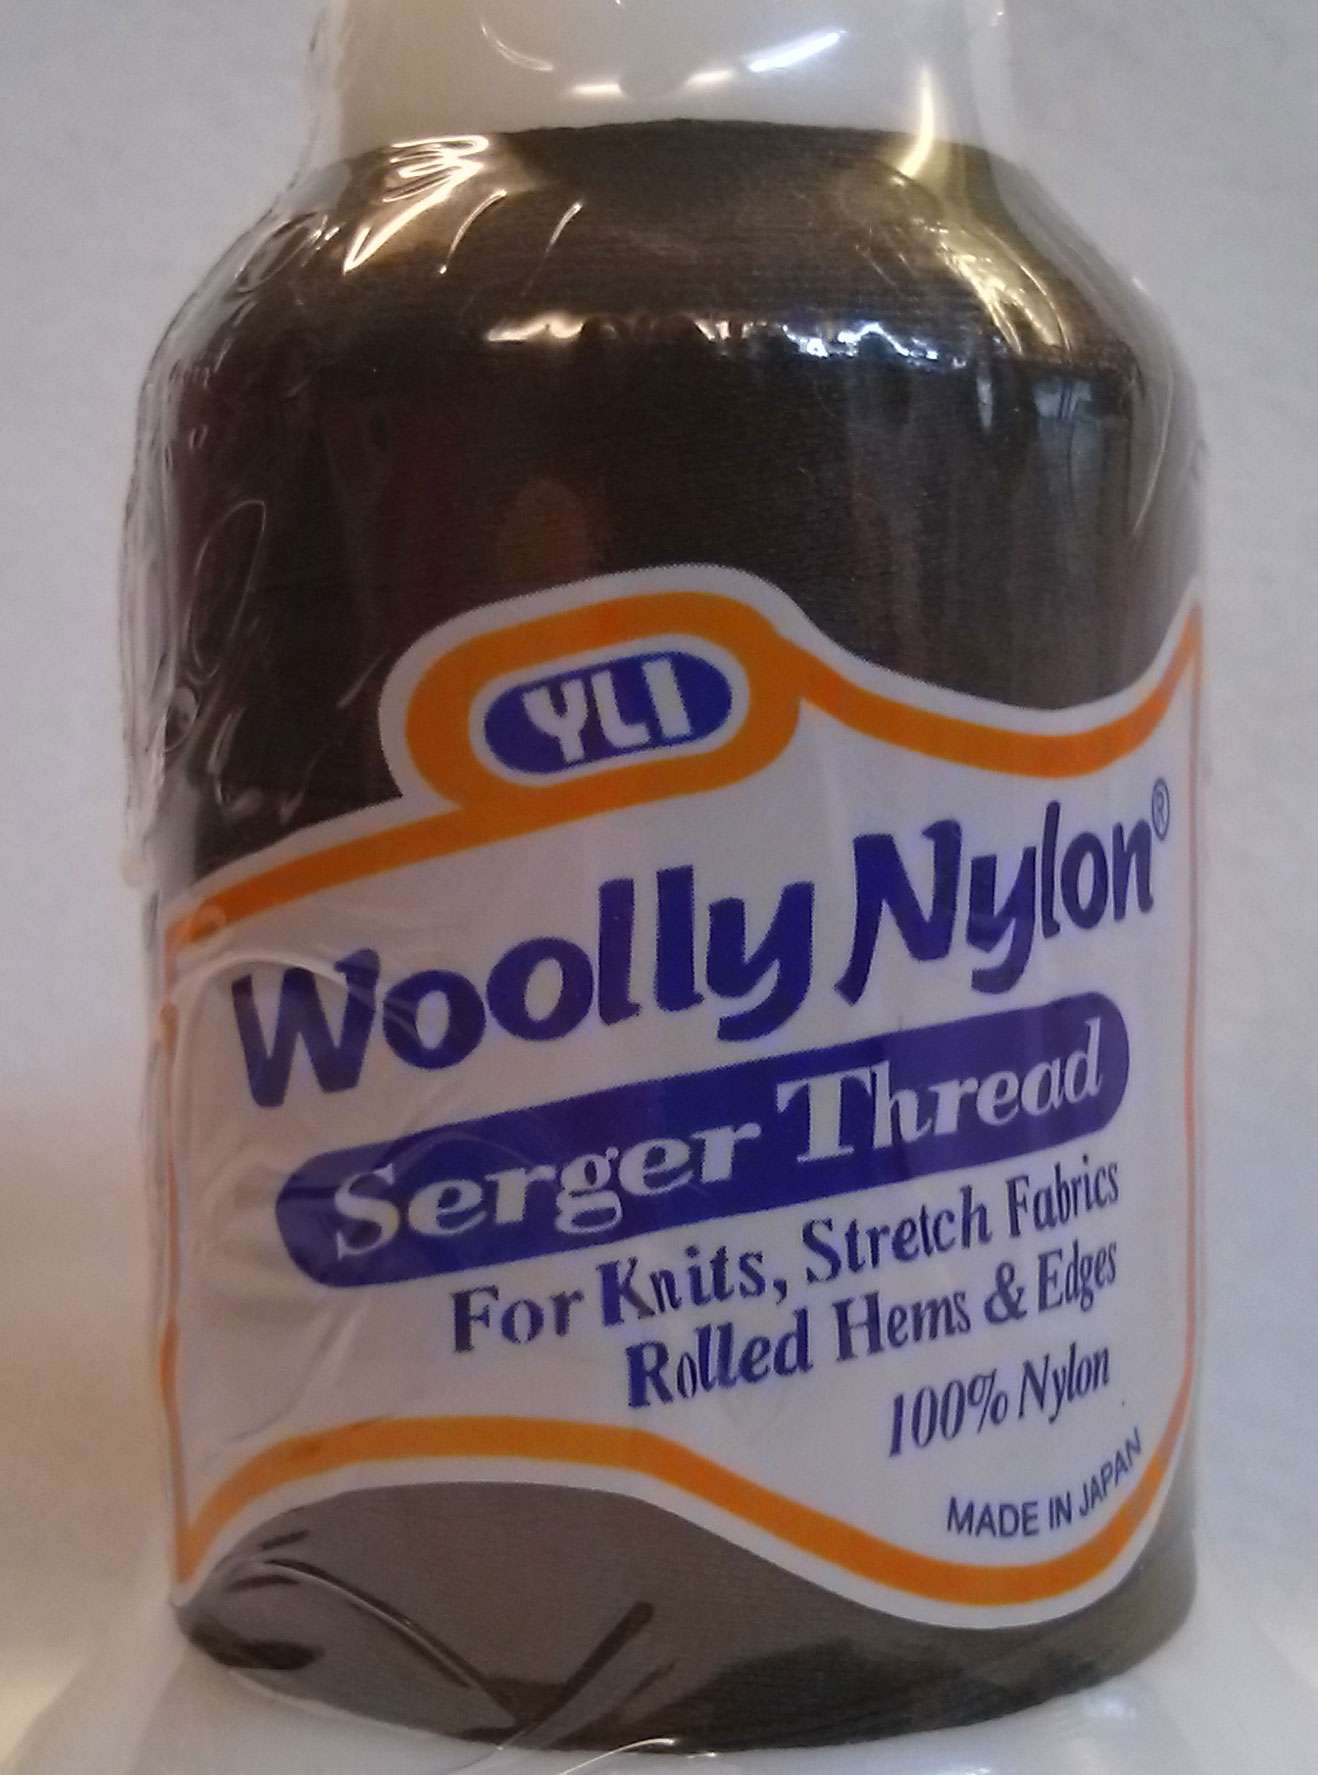 YLI
Woolly Nylon®
Serger Thread
For Knits, Stretch Fabrics
Rolled Hems & Edges
100% Nylon
MADE IN JAPAN